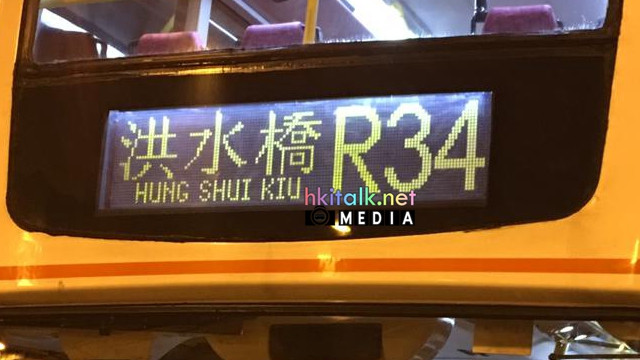 洪水橋 R34
HUNG SHUI KIU
hkitalk.net
MEDIA